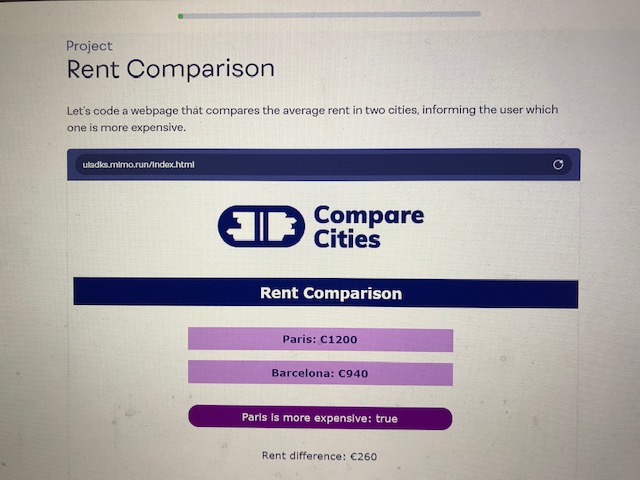 Project
Rent Comparison
Let's code a webpage that compares the average rent in two cities, informing the user which
one is more expensive.
uladks.mimo.run/index.html
Compare
Cities
Rent Comparison
Paris: €1200
Barcelona: €940
Paris is more expensive: true
Rent difference: €260